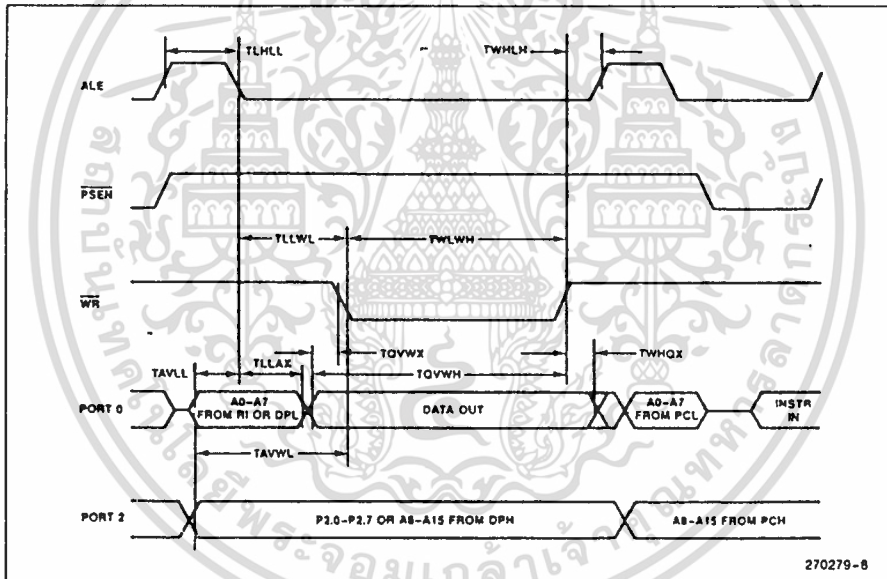 TLHLL
TWHLH
ALE
PSEN
TLLWL
TWLWH
WR
TAVLL
TLLAX
TQVWX
TWHQX
TQVWH
PORT 0
A0–A7
FROM RI OR DPL
DATA OUT
A0–A7
FROM PCL
INSTR
IN
TAVWL
PORT 2
P2.0–P2.7 OR A8–A15 FROM DPH
A8–A15 FROM PCH
270279-8